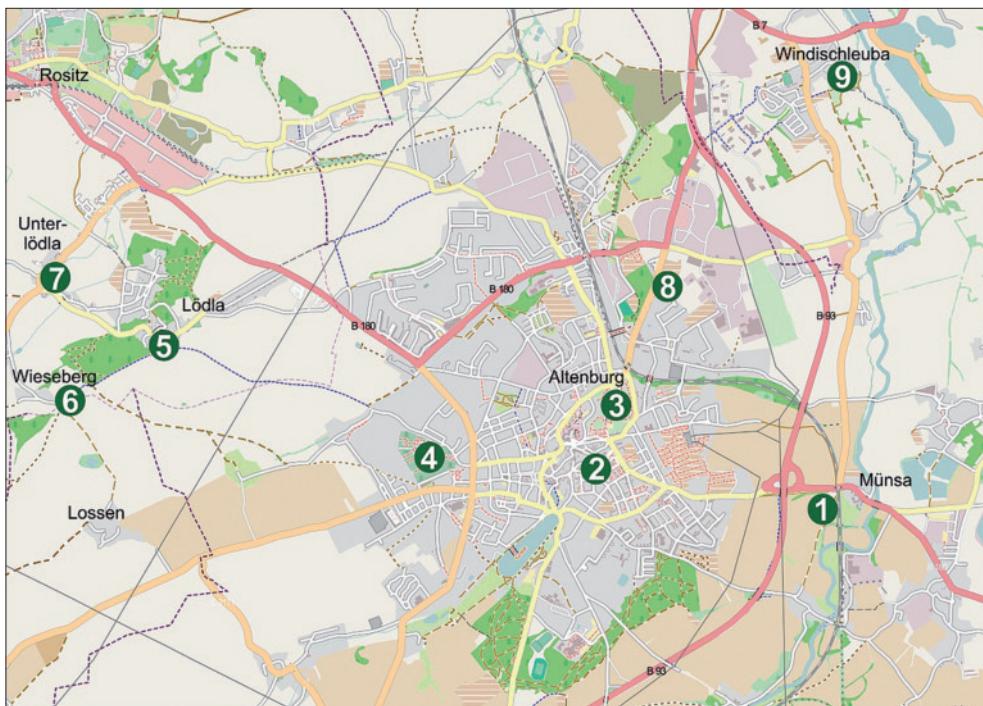 B 7
Windischleuba
9
Rositz
Unter-
lödla
7
8
B 180
Lödla
5
B 180
B 93
Wieseberg
6
Altenburg
3
4
2
Münsa
1
Lossen
B 93